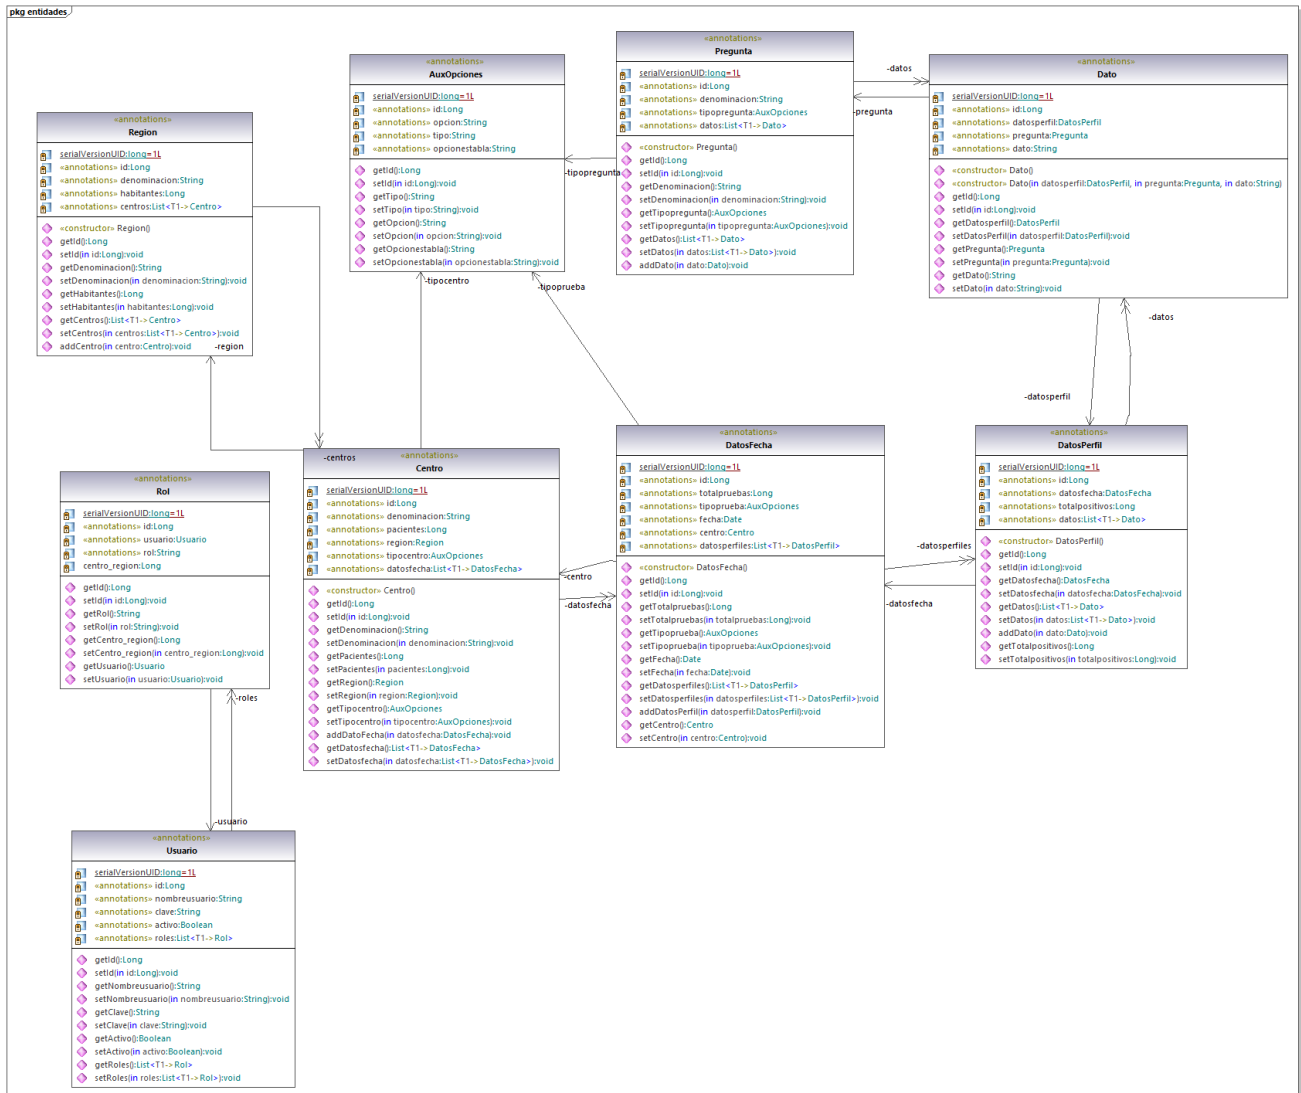 pkg entidades
«annotations»
Region
serialVersionUID:long=1L
«annotations» id:Long
«annotations» denominacion:String
«annotations» habitantes:Long
«annotations» centros:List<T1->Centro>
«constructor» Region()
getId():Long
setId(in id:Long):void
getDenominacion():String
setDenominacion(in denominacion:String):void
getHabitantes():Long
setHabitantes(in habitantes:Long):void
getCentros():List<T1->Centro>
setCentros(in centros:List<T1->Centro>):void
addCentro(in centro:Centro):void
-region
«annotations»
AuxOpciones
serialVersionUID:long=1L
«annotations» id:Long
«annotations» opcion:String
«annotations» tipo:String
«annotations» opcionestabla:String
getId():Long
setId(in id:Long):void
getTipo():String
setTipo(in tipo:String):void
getOpcion():String
setOpcion(in opcion:String):void
getOpcionestabla():String
setOpcionestabla(in opcionestabla:String):void
-tipocentro
-tipoprueba
-tipopregunta
«annotations»
Pregunta
serialVersionUID:long=1L
«annotations» id:Long
«annotations» denominacion:String
«annotations» tipopregunta:AuxOpciones
«annotations» datos:List<T1->Dato>
«constructor» Pregunta()
getId():Long
setId(in id:Long):void
getDenominacion():String
setDenominacion(in denominacion:String):void
getTipopregunta():AuxOpciones
setTipopregunta(in tipopregunta:AuxOpciones):void
getDatos():List<T1->Dato>
setDatos(in datos:List<T1->Dato>):void
addDato(in dato:Dato):void
-datos
-pregunta
«annotations»
Dato
serialVersionUID:long=1L
«annotations» id:Long
«annotations» datosperfil:DatosPerfil
«annotations» pregunta:Pregunta
«annotations» dato:String
«constructor» Dato()
«constructor» Dato(in datosperfil:DatosPerfil, in pregunta:Pregunta, in dato:String)
getId():Long
setId(in id:Long):void
getDatosperfil():DatosPerfil
setDatosPerfil(in datosperfil:DatosPerfil):void
getPregunta():Pregunta
setPregunta(in pregunta:Pregunta):void
getDato():String
setDato(in dato:String):void
-datos
-datosperfil
«annotations»
Rol
serialVersionUID:long=1L
«annotations» id:Long
«annotations» usuario:Usuario
«annotations» rol:String
centro_region:Long
getId():Long
setId(in id:Long):void
getRol():String
setRol(in rol:String):void
getCentro_region():Long
setCentro_region(in centro_region:Long):void
getUsuario():Usuario
setUsuario(in usuario:Usuario):void
-roles
-usuario
-centros
«annotations»
Centro
serialVersionUID:long=1L
«annotations» id:Long
«annotations» denominacion:String
«annotations» pacientes:Long
«annotations» region:Region
«annotations» tipocentro:AuxOpciones
«annotations» datosfecha:List<T1->DatosFecha>
«constructor» Centro()
getId():Long
setId(in id:Long):void
getDenominacion():String
setDenominacion(in denominacion:String):void
getPacientes():Long
setPacientes(in pacientes:Long):void
getRegion():Region
setRegion(in region:Region):void
getTipocentro():AuxOpciones
setTipocentro(in tipocentro:AuxOpciones):void
addDatoFecha(in datosfecha:DatosFecha):void
getDatosfecha():List<T1->DatosFecha>
setDatosfecha(in datosfecha:List<T1->DatosFecha>):void
-centro
-datosfecha
«annotations»
DatosFecha
serialVersionUID:long=1L
«annotations» id:Long
«annotations» totalpruebas:Long
«annotations» tipoprueba:AuxOpciones
«annotations» fecha:Date
«annotations» centro:Centro
«annotations» datosperfiles:List<T1->DatosPerfil>
«constructor» DatosFecha()
getId():Long
setId(in id:Long):void
getTotalpruebas():Long
setTotalpruebas(in totalpruebas:Long):void
getTipoprueba():AuxOpciones
setTipoprueba(in tipoprueba:AuxOpciones):void
getFecha():Date
setFecha(in fecha:Date):void
getDatosperfiles():List<T1->DatosPerfil>
setDatosperfiles(in datosperfiles:List<T1->DatosPerfil>):void
addDatosPerfil(in datosperfil:DatosPerfil):void
getCentro():Centro
setCentro(in centro:Centro):void
-datosperfiles
-datosfecha
«annotations»
DatosPerfil
serialVersionUID:long=1L
«annotations» id:Long
«annotations» datosfecha:DatosFecha
«annotations» totalpositivos:Long
«annotations» datos:List<T1->Dato>
«constructor» DatosPerfil()
getId():Long
setId(in id:Long):void
getDatosfecha():DatosFecha
setDatosfecha(in datosfecha:DatosFecha):void
getDatos():List<T1->Dato>
setDatos(in datos:List<T1->Dato>):void
addDato(in dato:Dato):void
getTotalpositivos():Long
setTotalpositivos(in totalpositivos:Long):void
«annotations»
Usuario
serialVersionUID:long=1L
«annotations» id:Long
«annotations» nombreusuario:String
«annotations» clave:String
«annotations» activo:Boolean
«annotations» roles:List<T1->Rol>
getId():Long
setId(in id:Long):void
getNombreusuario():String
setNombreusuario(in nombreusuario:String):void
getClave():String
setClave(in clave:String):void
getActivo():Boolean
setActivo(in activo:Boolean):void
getRoles():List<T1->Rol>
setRoles(in roles:List<T1->Rol>):void